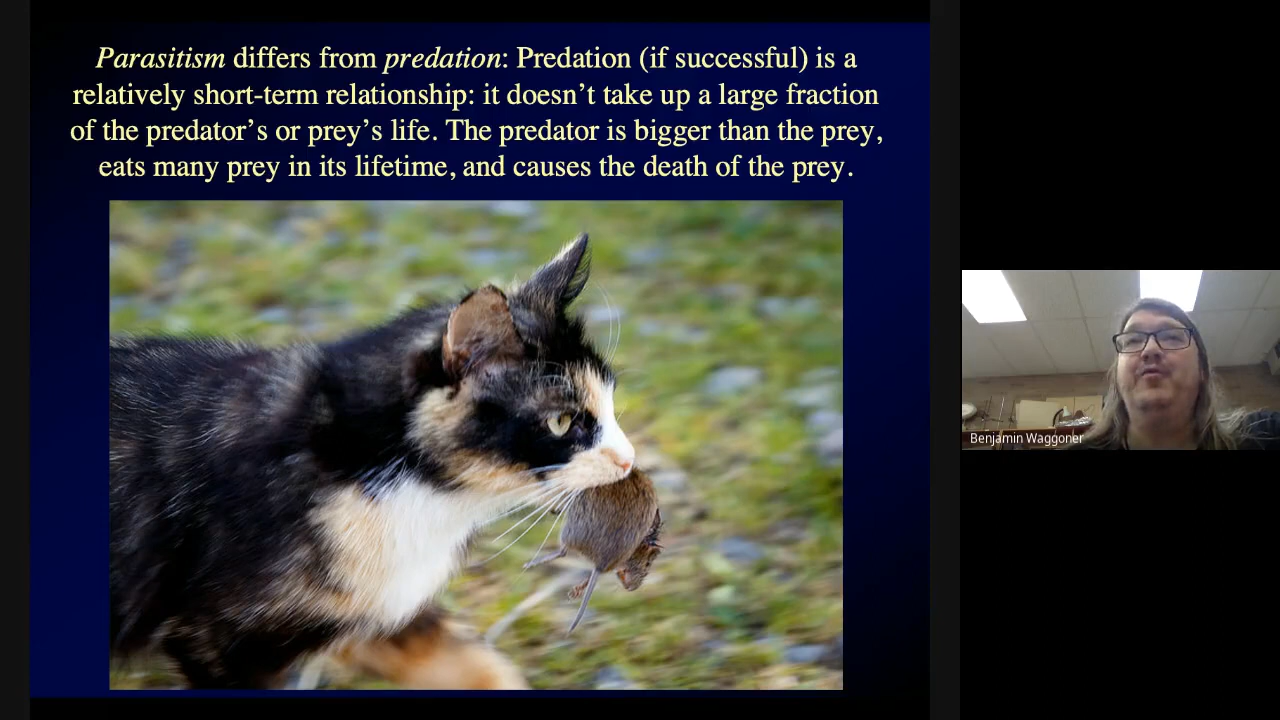 Parasitism differs from predation: Predation (if successful) is a
relatively short-term relationship: it doesn’t take up a large fraction
of the predator’s or prey’s life. The predator is bigger than the prey,
eats many prey in its lifetime, and causes the death of the prey.
Benjamin Waggoner